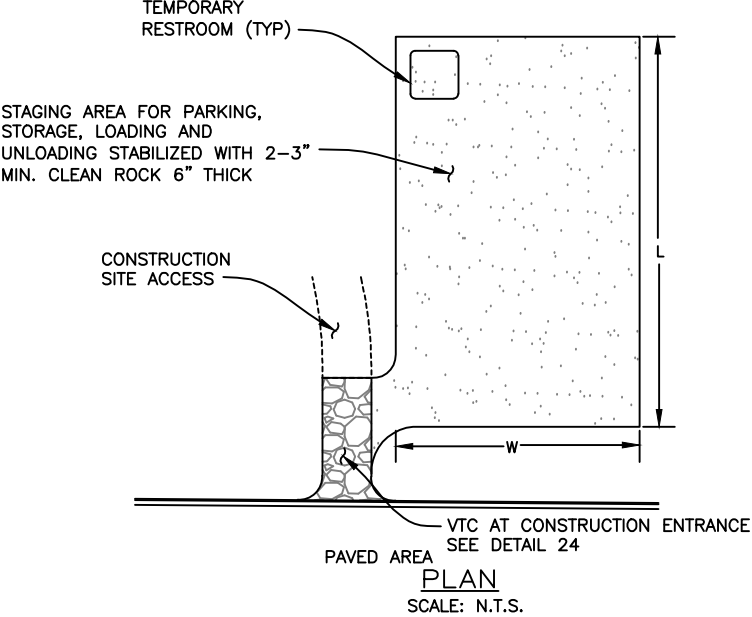 TEMPORARY
RESTROOM (TYP)
STAGING AREA FOR PARKING,
STORAGE, LOADING AND
UNLOADING STABILIZED WITH 2-3"
MIN. CLEAN ROCK 6" THICK
L
CONSTRUCTION
SITE ACCESS
W
VTC AT CONSTRUCTION ENTRANCE
SEE DETAIL 24
PAVED AREA
PLAN
SCALE: N.T.S.